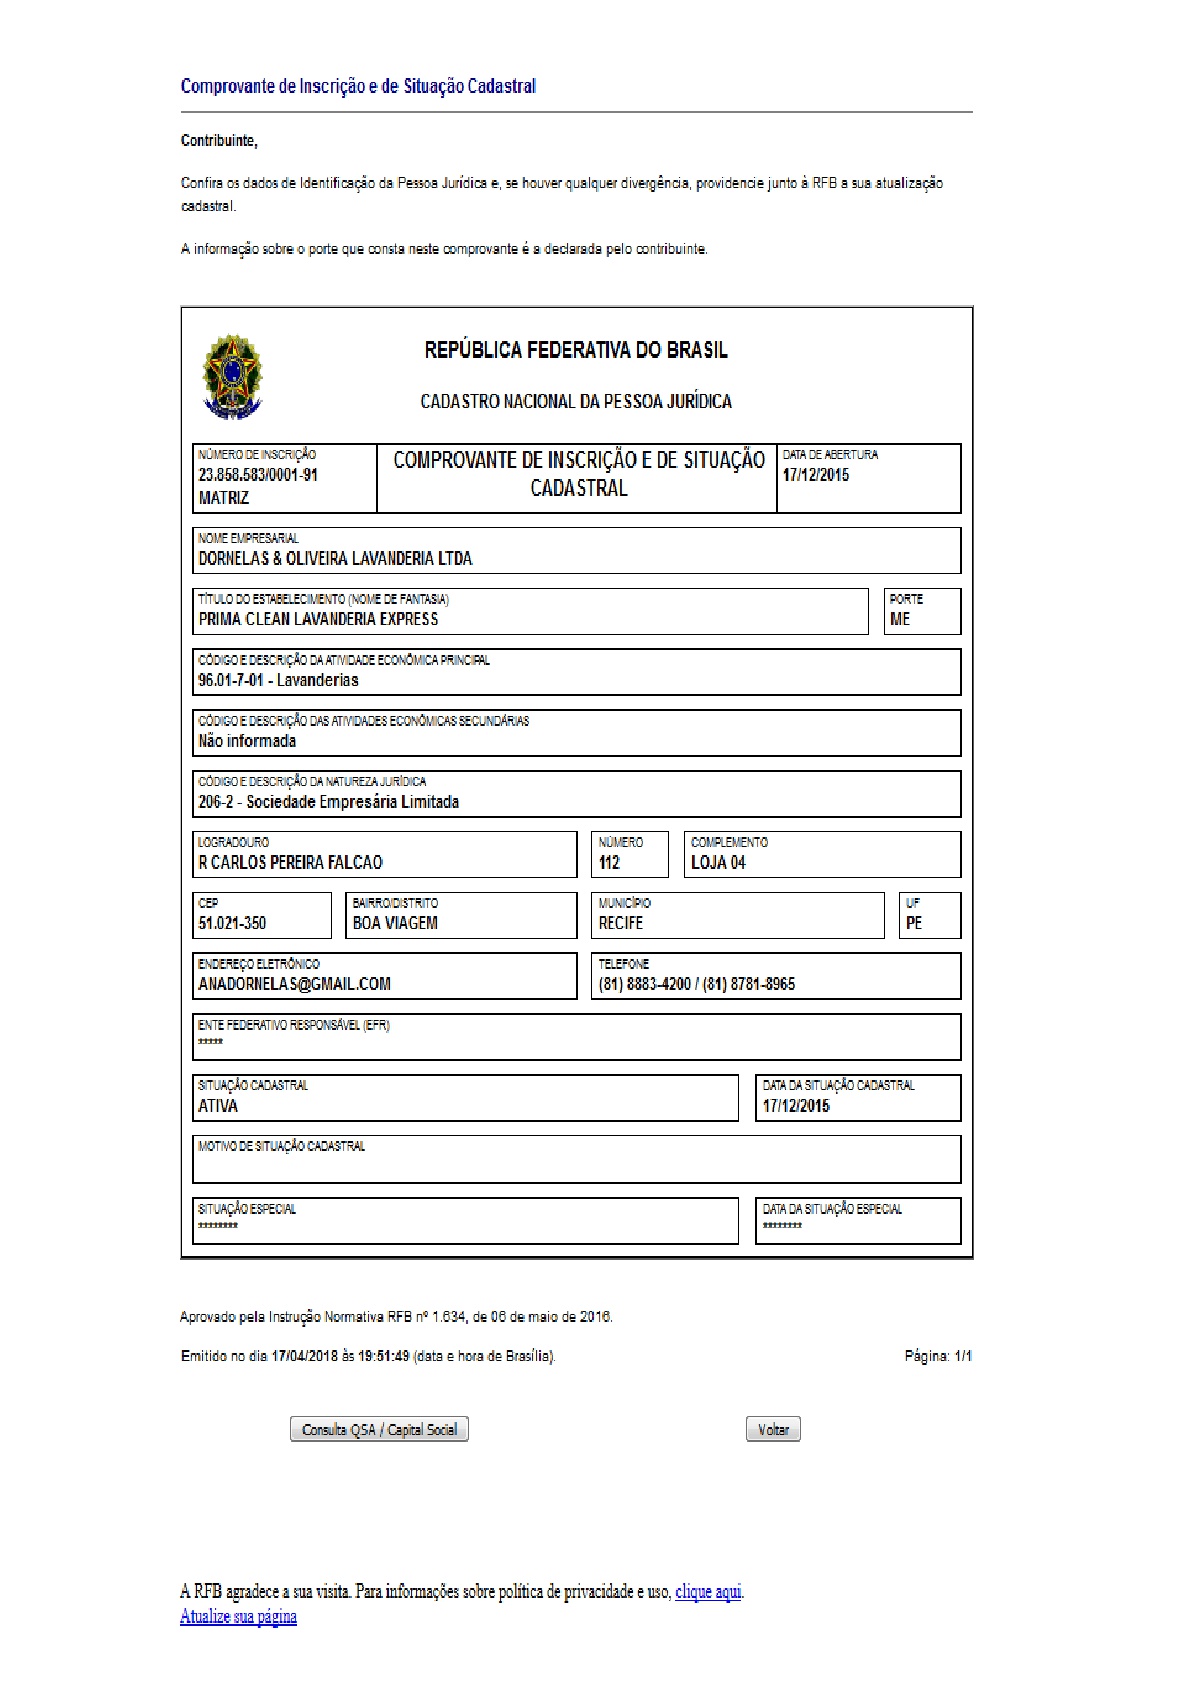 Comprovante de Inscrição e de Situação Cadastral
Contribuinte,
Confira os dados de Identificação da Pessoa Jurídica e, se houver qualquer divergência, providencie junto à RFB a sua atualização
cadastral.
A informação sobre o porte que consta neste comprovante é a declarada pelo contribuinte.
REPÚBLICA FEDERATIVA DO BRASIL
CADASTRO NACIONAL DA PESSOA JURÍDICA
NÚMERO DE INSCRIÇÃO
23.858.583/0001-91
MATRIZ
COMPROVANTE DE INSCRIÇÃO E DE SITUAÇÃO
CADASTRAL
DATA DE ABERTURA
17/12/2015
NOME EMPRESARIAL
DORNELAS & OLIVEIRA LAVANDERIA LTDA
TÍTULO DO ESTABELECIMENTO (NOME DE FANTASIA)
PRIMA CLEAN LAVANDERIA EXPRESS
PORTE
ME
CÓDIGO E DESCRIÇÃO DA ATIVIDADE ECONÔMICA PRINCIPAL
96.01-7-01 - Lavanderias
CÓDIGO E DESCRIÇÃO DAS ATIVIDADES ECONÔMICAS SECUNDÁRIAS
Não informada
CÓDIGO E DESCRIÇÃO DA NATUREZA JURÍDICA
206-2 - Sociedade Empresária Limitada
LOGRADOURO
R CARLOS PEREIRA FALCAO
NÚMERO
112
COMPLEMENTO
LOJA 04
CEP
51.021-350
BAIRRO/DISTRITO
BOA VIAGEM
MUNICÍPIO
RECIFE
UF
PE
ENDEREÇO ELETRÔNICO
ANADORNELAS@GMAIL.COM
TELEFONE
(81) 8883-4200 / (81) 8781-8965
ENTE FEDERATIVO RESPONSÁVEL (EFR)
*****
SITUAÇÃO CADASTRAL
ATIVA
DATA DA SITUAÇÃO CADASTRAL
17/12/2015
MOTIVO DE SITUAÇÃO CADASTRAL
SITUAÇÃO ESPECIAL
********
DATA DA SITUAÇÃO ESPECIAL
********
Aprovado pela Instrução Normativa RFB nº 1.634, de 06 de maio de 2016.
Emitido no dia 17/04/2018 às 19:51:49 (data e hora de Brasília). Página: 1/1
Consulta QSA / Capital Social Voltar
A RFB agradece a sua visita. Para informações sobre política de privacidade e uso, clique aqui.
Atualize sua página